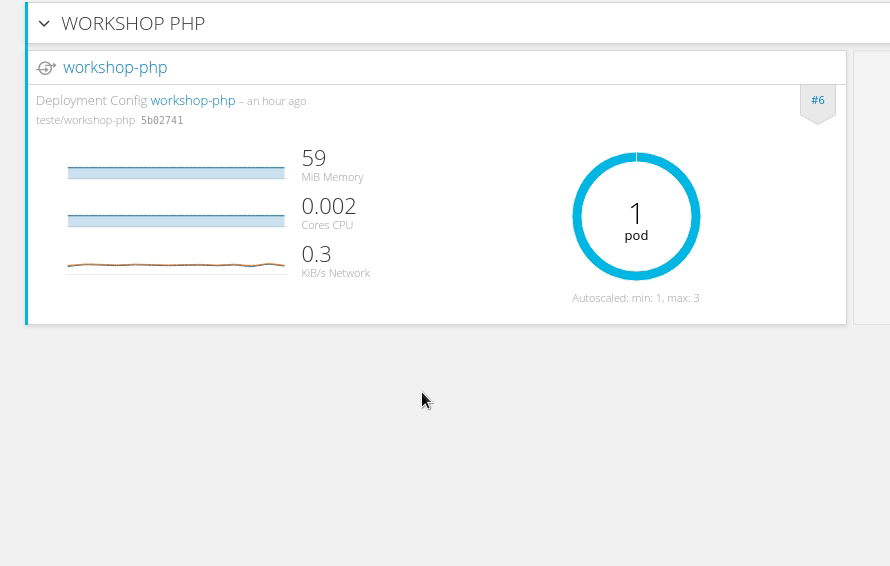 WORKSHOP PHP
workshop-php
Deployment Config workshop-php – an hour ago
#6
teste/workshop-php 5b02741
59
MiB Memory
0.002
Cores CPU
0.3
KiB/s Network
1
pod
Autoscaled: min: 1, max: 3